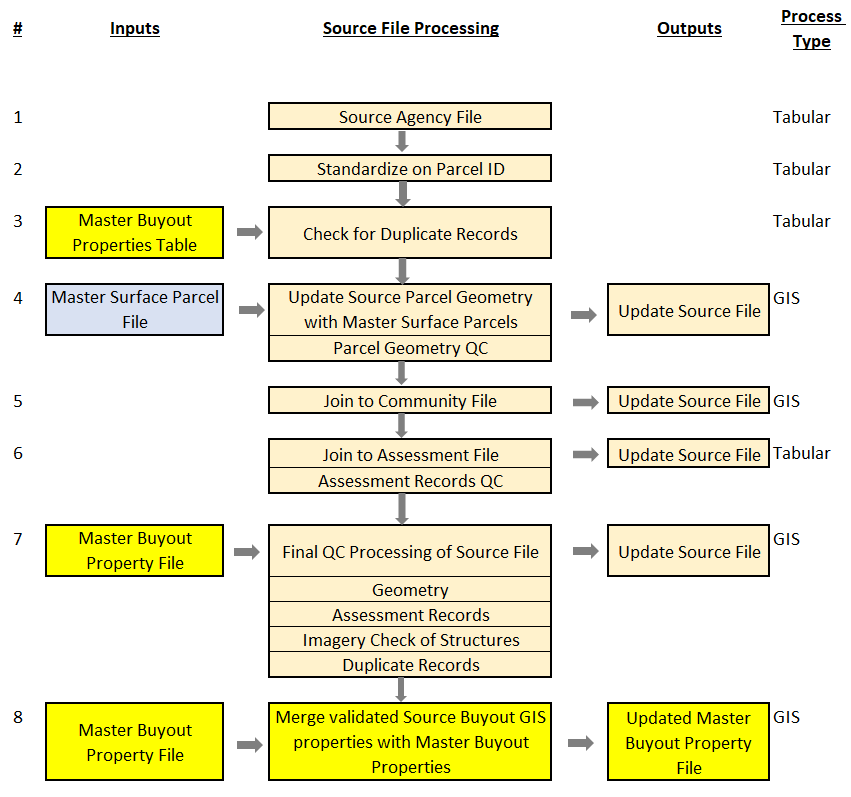 # Inputs Source File Processing Outputs Process
Type
1 Source Agency File Tabular
2 Standardize on Parcel ID Tabular
3 Master Buyout
Properties Table
Check for Duplicate Records
Tabular
4 Master Surface Parcel
File
Update Source Parcel Geometry
with Master Surface Parcels
Parcel Geometry QC
Update Source File
GIS
5 Join to Community File Update Source File GIS
6 Join to Assessment File Update Source File Tabular
Assessment Records QC
7 Master Buyout
Property File
Final QC Processing of Source File
Update Source File
GIS
Geometry
Assessment Records
Imagery Check of Structures
Duplicate Records
8 Master Buyout
Property File
Merge validated Source Buyout GIS
properties with Master Buyout
Properties
Updated Master
Buyout Property
File
GIS